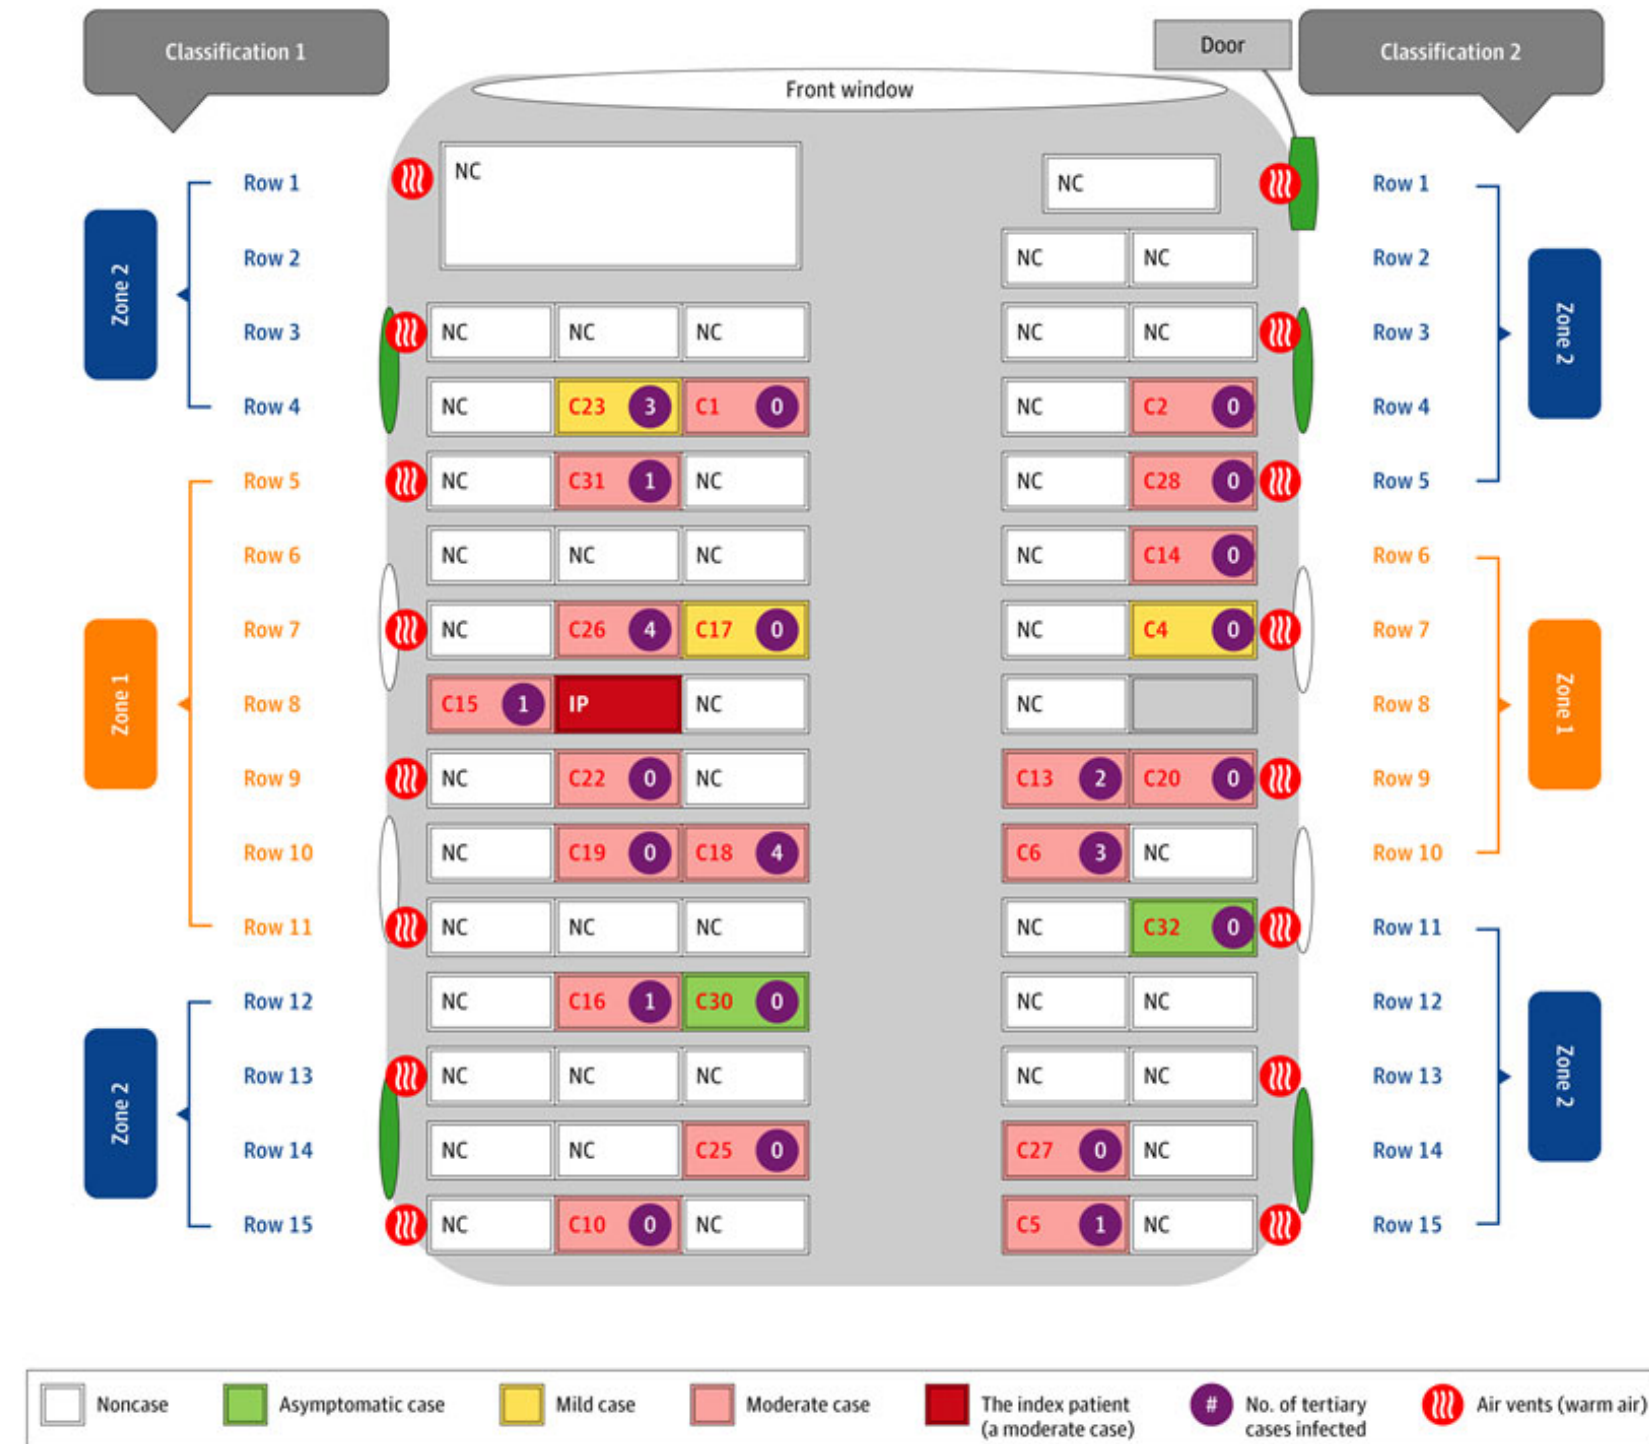 Classification 1
Door
Classification 2
Front window
Zone 2
Row 1 NC NC Row 1
Row 2 NC NC Row 2
Row 3 NC NC NC NC NC Row 3
Row 4 NC C23 3 C1 0 NC C2 0 Row 4
Zone 2
Row 5 NC C31 1 NC NC C28 0 Row 5
Row 6 NC NC NC NC C14 0 Row 6
Zone 1
Row 7 NC C26 4 C17 0 NC C4 0 Row 7
Row 8 C15 1 IP NC NC Row 8
Zone 1
Row 9 NC C22 0 NC C13 2 C20 0 Row 9
Row 10 NC C19 0 C18 4 C6 3 NC Row 10
Row 11 NC NC NC NC C32 0 Row 11
Row 12 NC C16 1 C30 0 NC NC Row 12
Zone 2
Row 13 NC NC NC NC NC Row 13
Zone 2
Row 14 NC NC C25 0 C27 0 NC Row 14
Row 15 NC C10 0 NC C5 1 NC Row 15
Noncase
Asymptomatic case
Mild case
Moderate case
The index patient
(a moderate case)
# No. of tertiary
cases infected
Air vents (warm air)